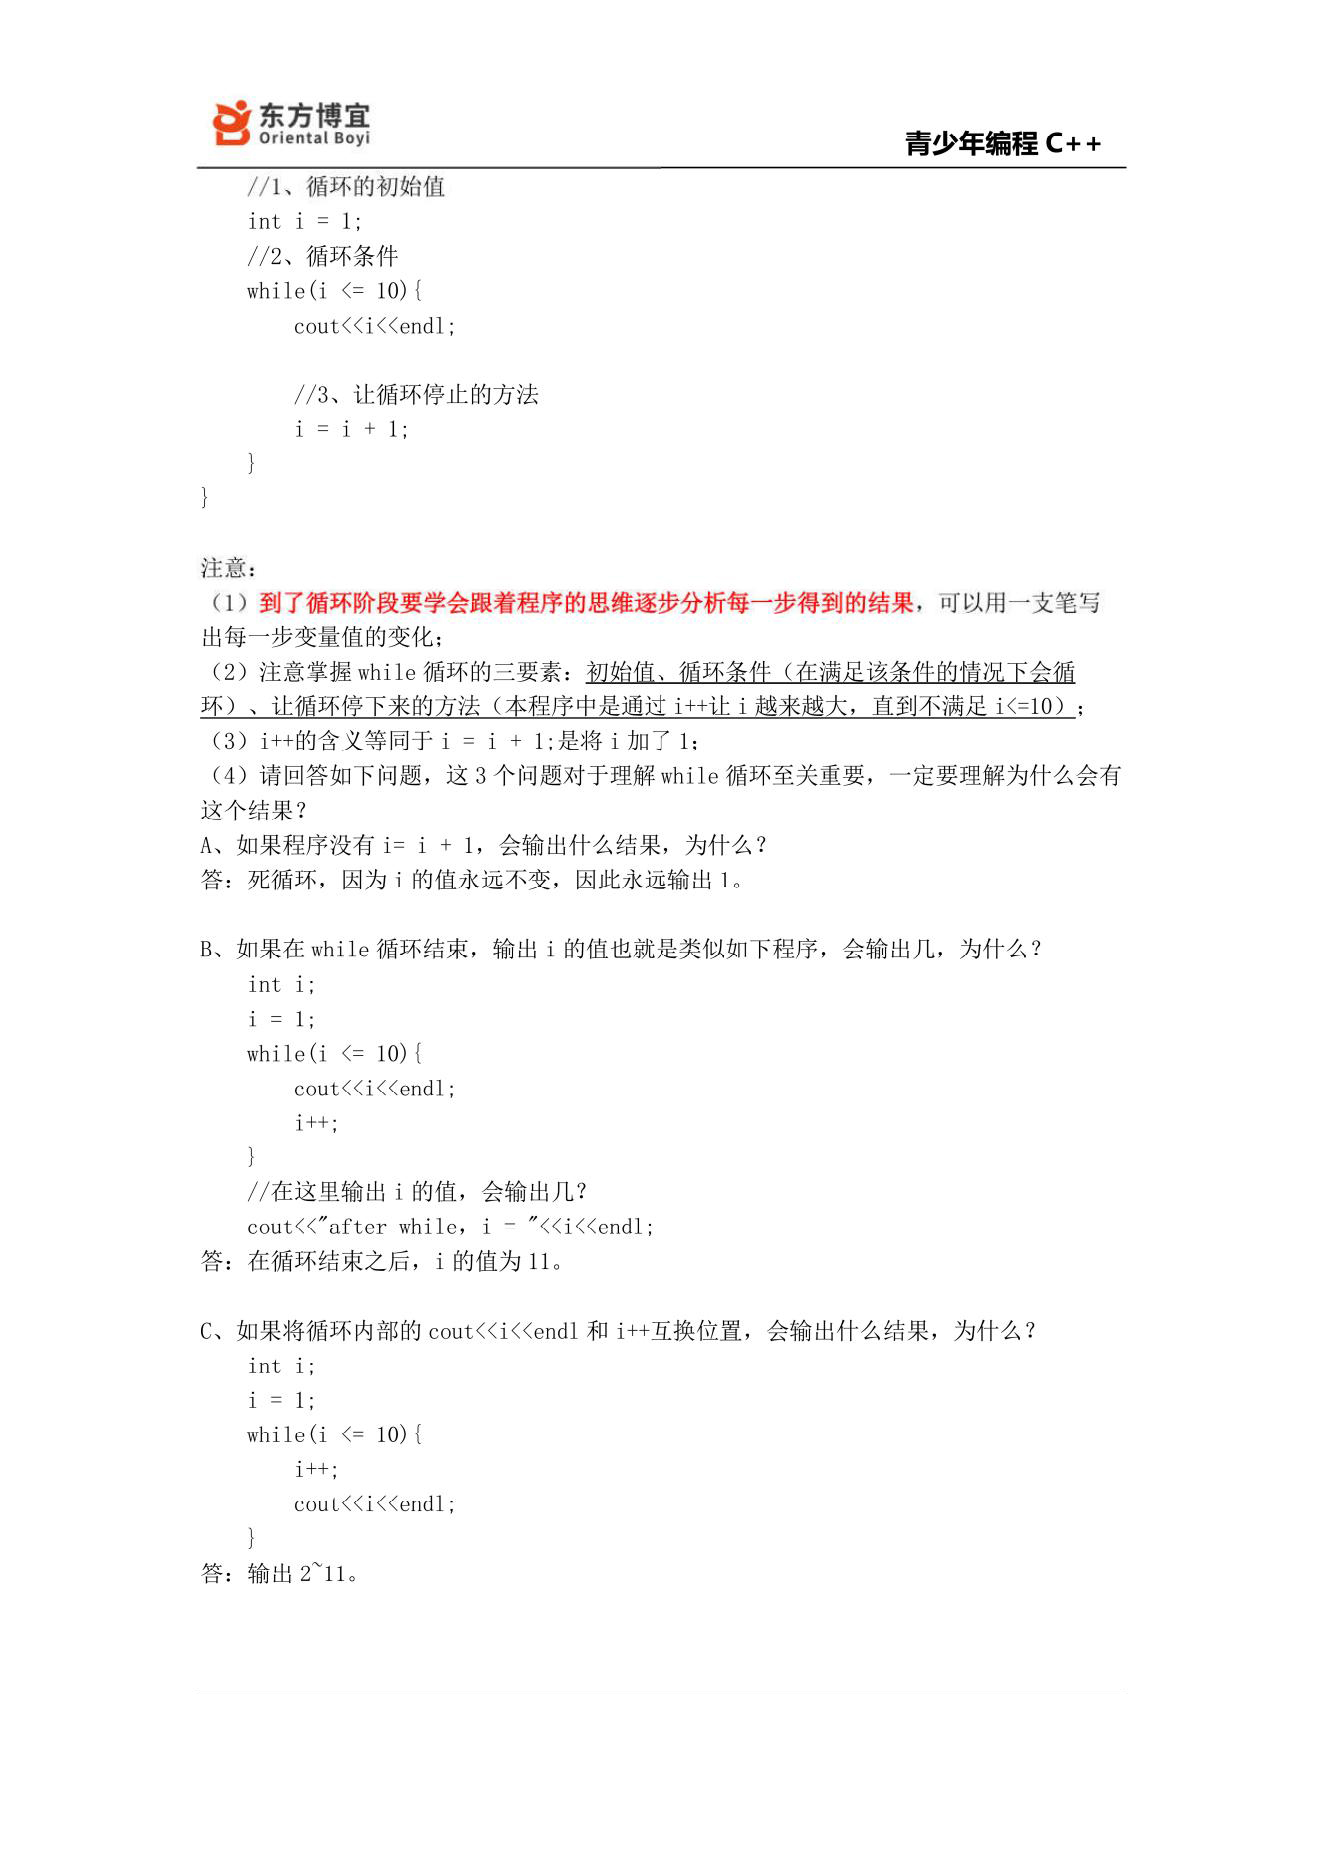 东方博宜
Oriental Boyi
青少年编程 C++
//1、循环的初始值
int i = 1;
//2、循环条件
while(i <= 10){
cout<<i<<endl;
//3、让循环停止的方法
i = i + 1;
}
}
注意：
（1）到了循环阶段要学会跟着程序的思维逐步分析每一步得到的结果，可以用一支笔写
出每一步变量值的变化；
（2）注意掌握 while 循环的三要素：初始值、循环条件（在满足该条件的情况下会循
环）、让循环停下来的方法（本程序中是通过 i++让 i 越来越大，直到不满足 i<=10）；
（3）i++的含义等同于 i = i + 1;是将 i 加了 1；
（4）请回答如下问题，这 3 个问题对于理解 while 循环至关重要，一定要理解为什么会有
这个结果？
A、如果程序没有 i= i + 1，会输出什么结果，为什么？
答：死循环，因为 i 的值永远不变，因此永远输出 1。
B、如果在 while 循环结束，输出 i 的值也就是类似如下程序，会输出几，为什么？
int i;
i = 1;
while(i <= 10){
cout<<i<<endl;
i++;
}
//在这里输出 i 的值，会输出几？
cout<<"after while，i - "<<i<<endl;
答：在循环结束之后，i 的值为 11。
C、如果将循环内部的 cout<<i<<endl 和 i++互换位置，会输出什么结果，为什么？
int i;
i = 1;
while(i <= 10){
i++;
cout<<i<<endl;
}
答：输出 2~11。